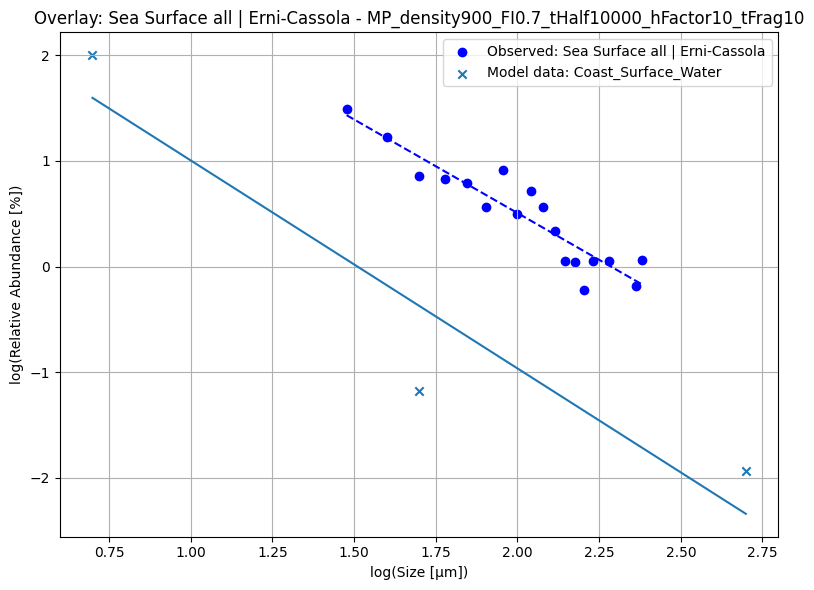 Overlay: Sea Surface all | Erni-Cassola - MP_density900_FI0.7_tHalf10000_hFactor10_tFrag10
Observed: Sea Surface all | Erni-Cassola
Model data: Coast_Surface_Water
log(Relative Abundance [%])
2
1
0
−1
−2
0.75 1.00 1.25 1.50 1.75 2.00 2.25 2.50 2.75
log(Size [µm])